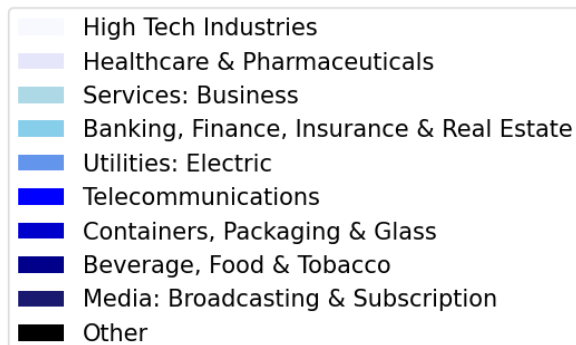 High Tech Industries
Healthcare & Pharmaceuticals
Services: Business
Banking, Finance, Insurance & Real Estate
Utilities: Electric
Telecommunications
Containers, Packaging & Glass
Beverage, Food & Tobacco
Media: Broadcasting & Subscription
Other